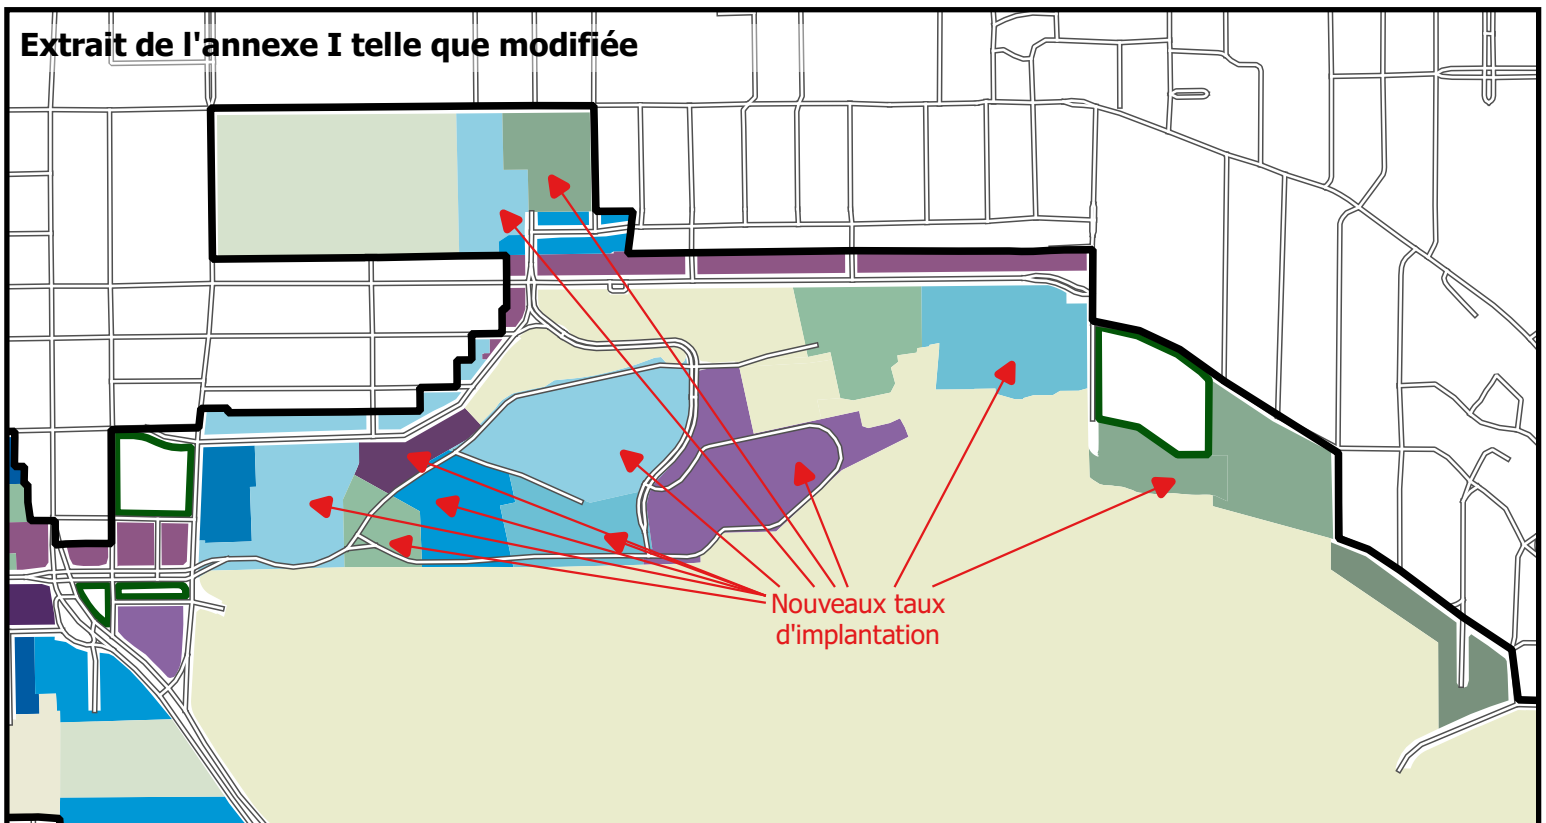 Extrait de l'annexe I telle que modifiée
Nouveaux taux
d'implantation